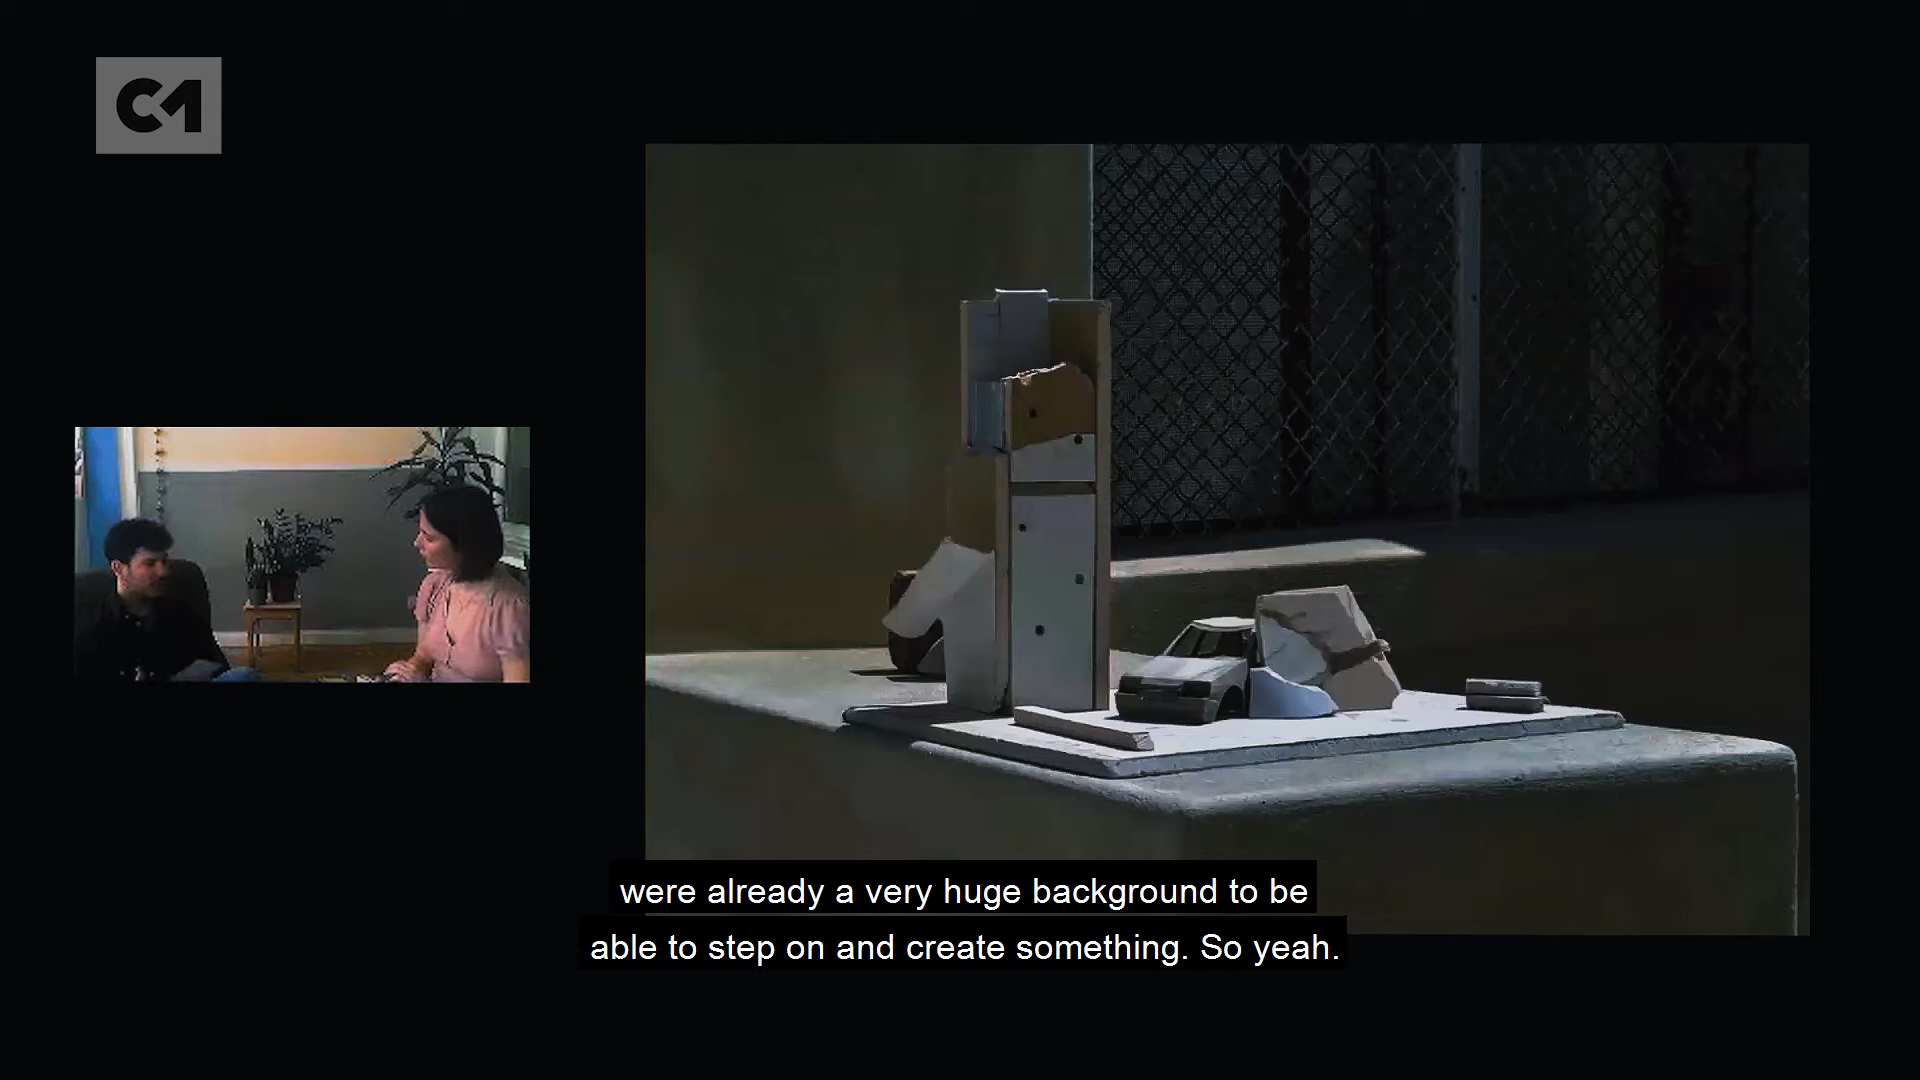 C1
were already a very huge background to be
able to step on and create something. So yeah.